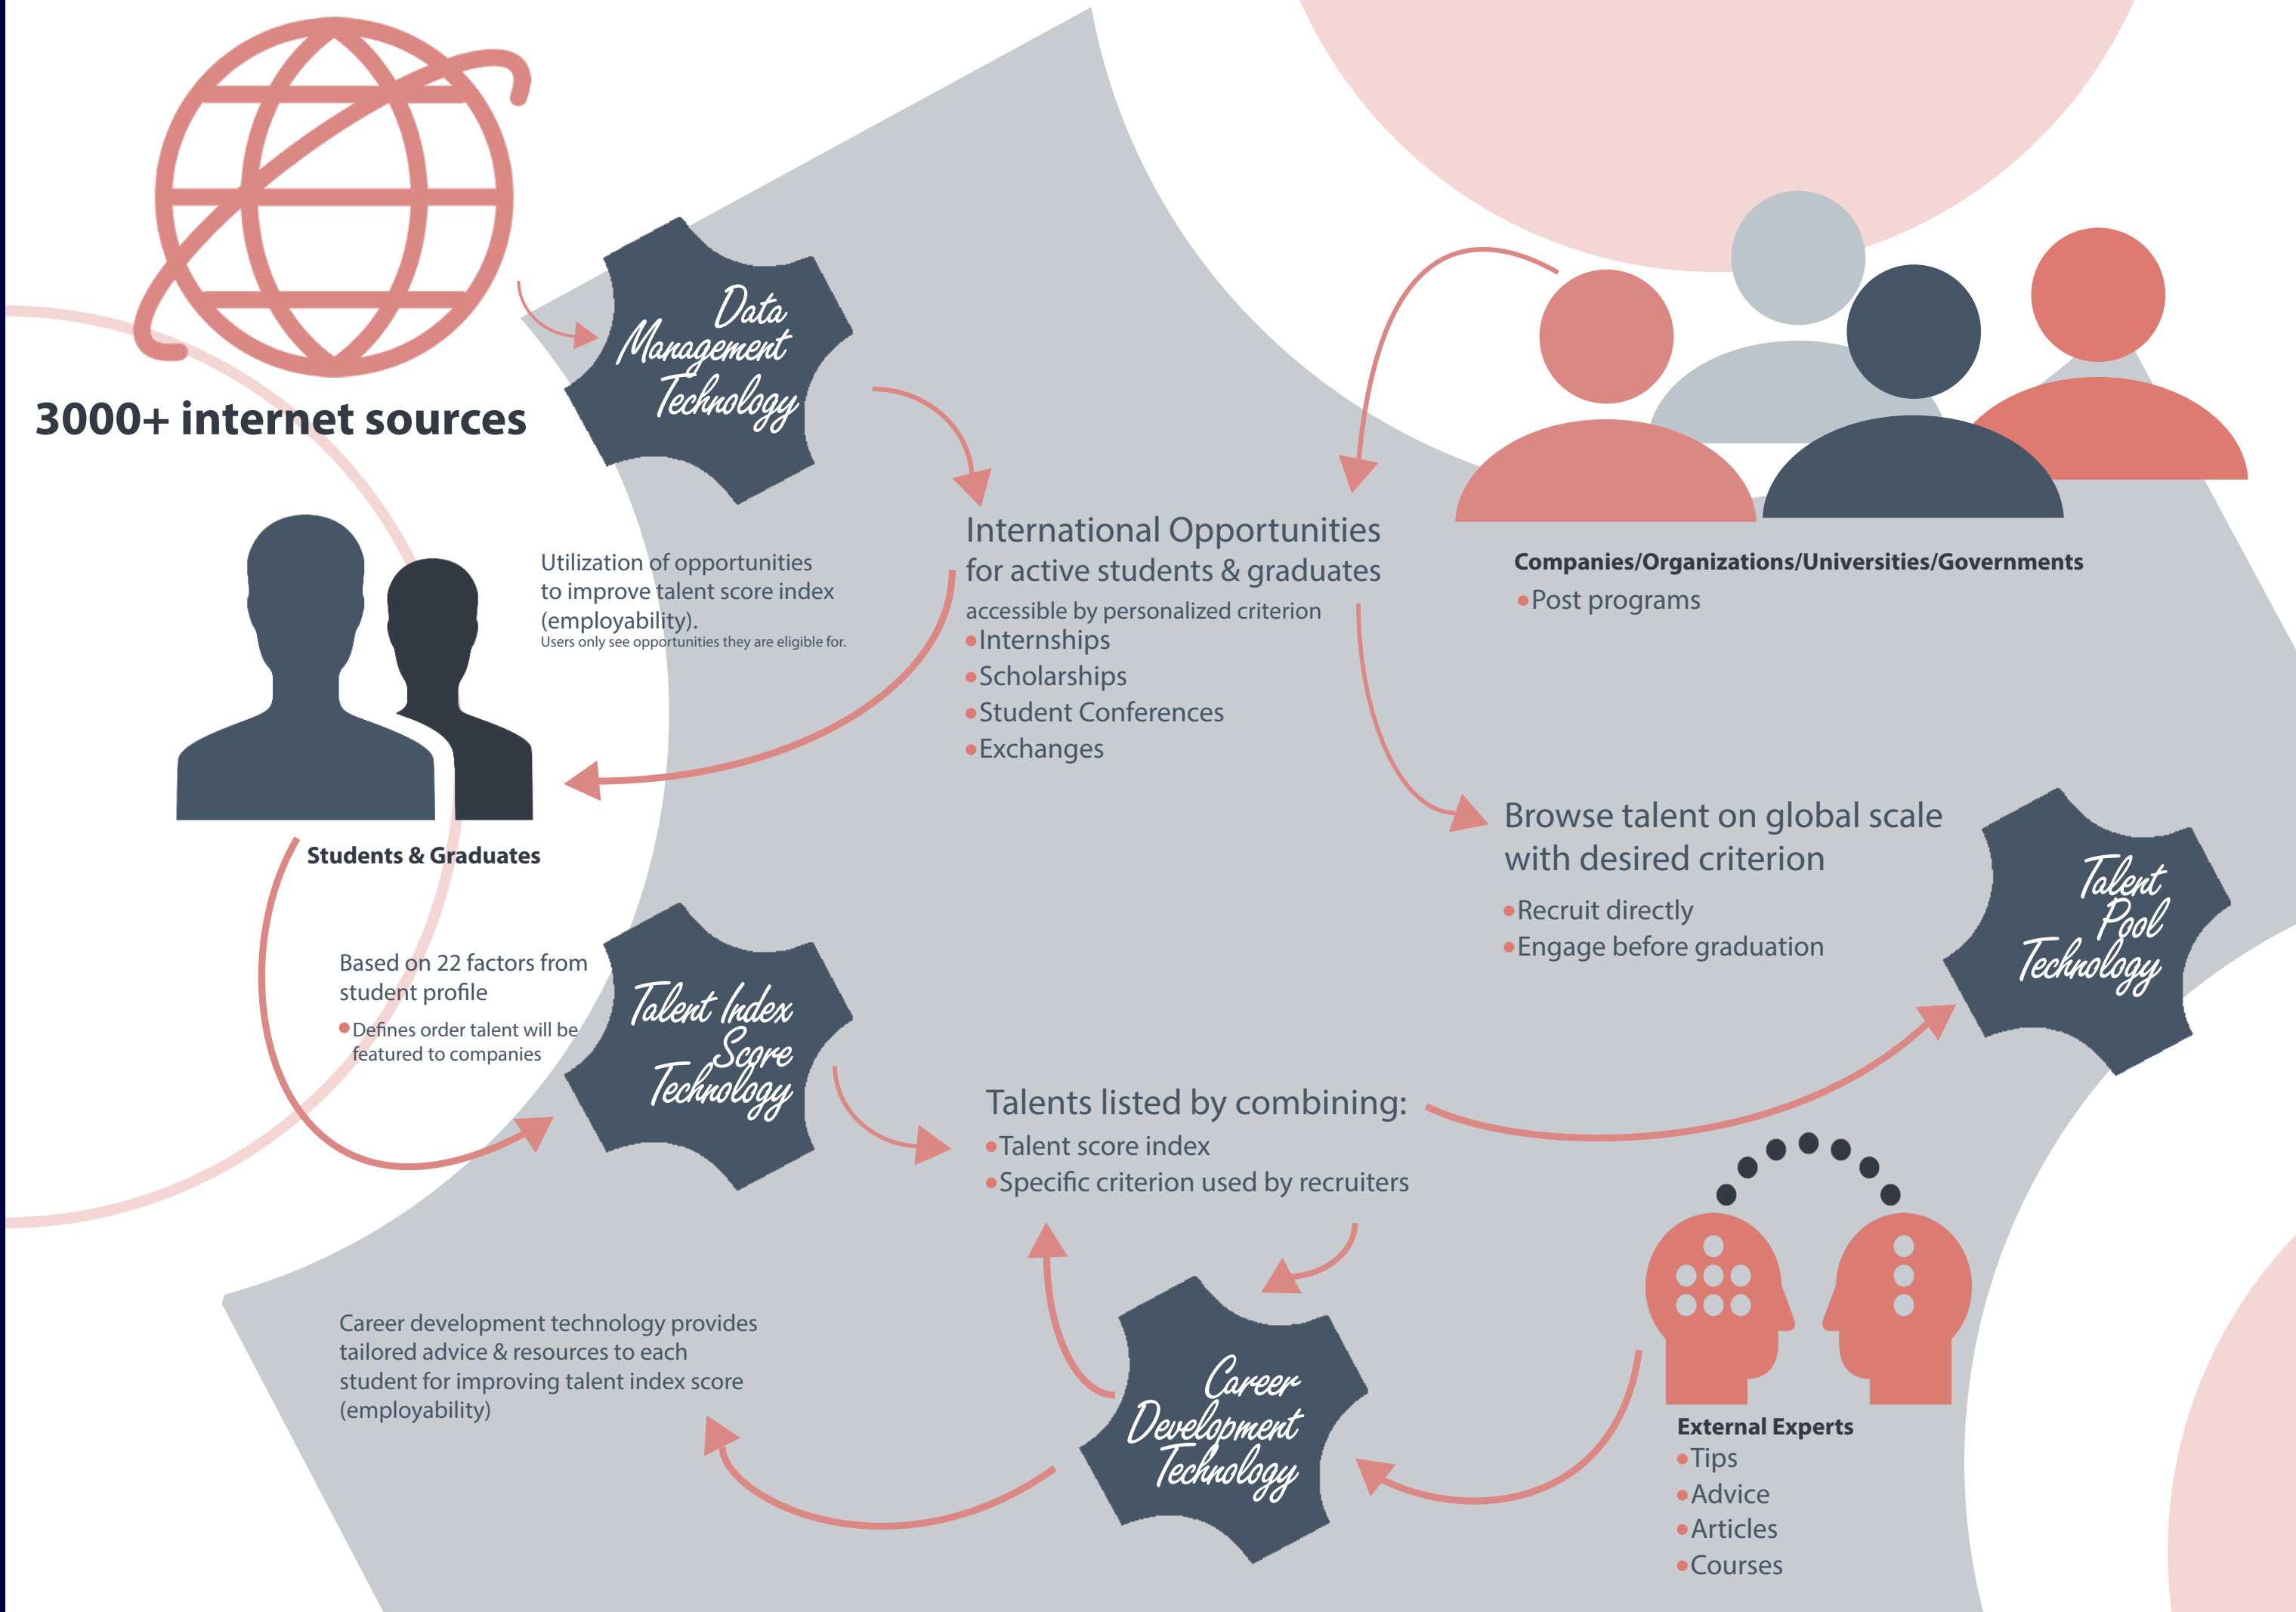 3000+ internet sources
Data
Management
Technology
International Opportunities
for active students & graduates
accessible by personalized criterion
•Internships
•Scholarships
•Student Conferences
•Exchanges
Companies/Organizations/Universities/Governments
•Post programs
Utilization of opportunities
to improve talent score index
(employability).
Users only see opportunities they are eligible for.
Students & Graduates
Browse talent on global scale
with desired criterion
•Recruit directly
•Engage before graduation
Talent
Pool
Technology
Based on 22 factors from
student profile
•Defines order talent will be
featured to companies
Talent Index
Score
Technology
Talents listed by combining:
•Talent score index
•Specific criterion used by recruiters
Career development technology provides
tailored advice & resources to each
student for improving talent index score
(employability)
Career
Development
Technology
External Experts
•Tips
•Advice
•Articles
•Courses